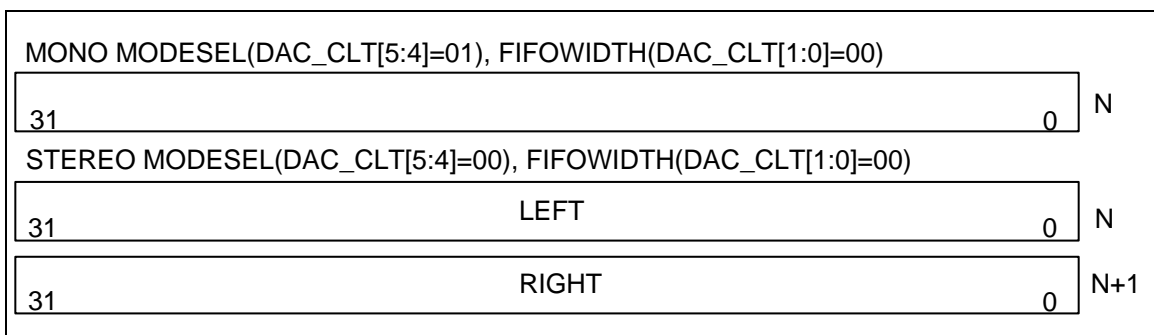 MONO MODESEL(DAC_CLT[5:4]=01), FIFOWIDTH(DAC_CLT[1:0]=00)
31 0 N
STEREO MODESEL(DAC_CLT[5:4]=00), FIFOWIDTH(DAC_CLT[1:0]=00)
31 LEFT 0 N
31 RIGHT 0 N+1